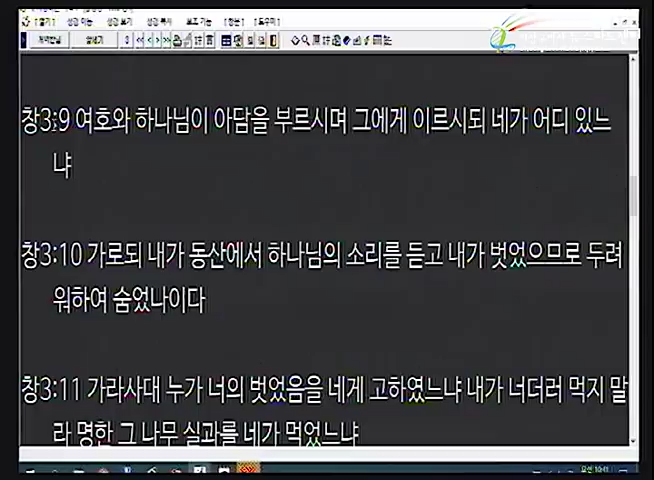 창3:9 여호와 하나님이 아담을 부르시며 그에게 이르시되 네가 어디 있느
냐
창3:10 가로되 내가 동산에서 하나님의 소리를 듣고 내가 벗었으므로 두려
워하여 숨었나이다
창3:11 가라사대 누가 너의 벗었음을 네게 고하였느냐 내가 너더러 먹지 말
라 명한 그 나무 실과를 네가 먹었느냐